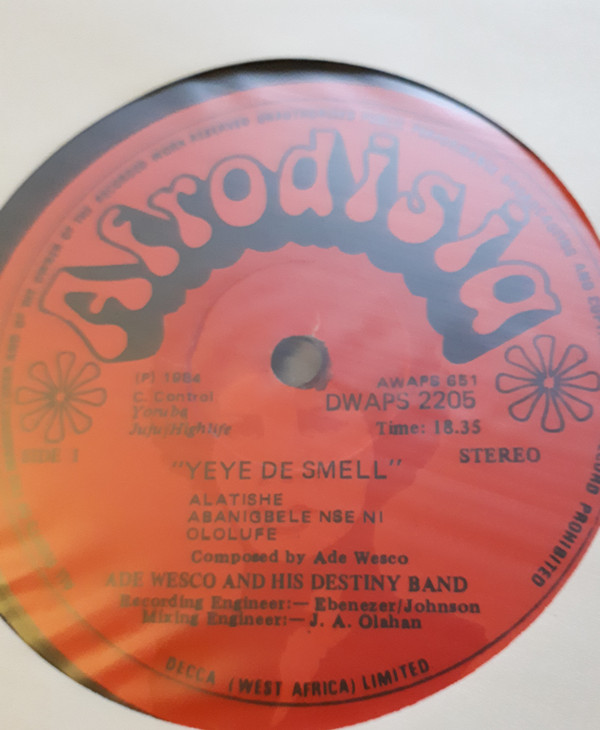 Afrodisia
(P) 1984
C. Control
Yoruba
Juju/Highlife
SIDE 1
AWAPS 651
DWAPS 2205
Time: 18.35
STEREO
"YEYE DE SMELL"
ALATISHE
ABANIGBELE NSE NI
OLOLUFE
Composed by Ade Wesco
ADE WESCO AND HIS DESTINY BAND
Recording Engineer:— Ebenezer/Johnson
Mixing Engineer:— J. A. Olahan
DECCA (WEST AFRICA) LIMITED
PROHIBITED